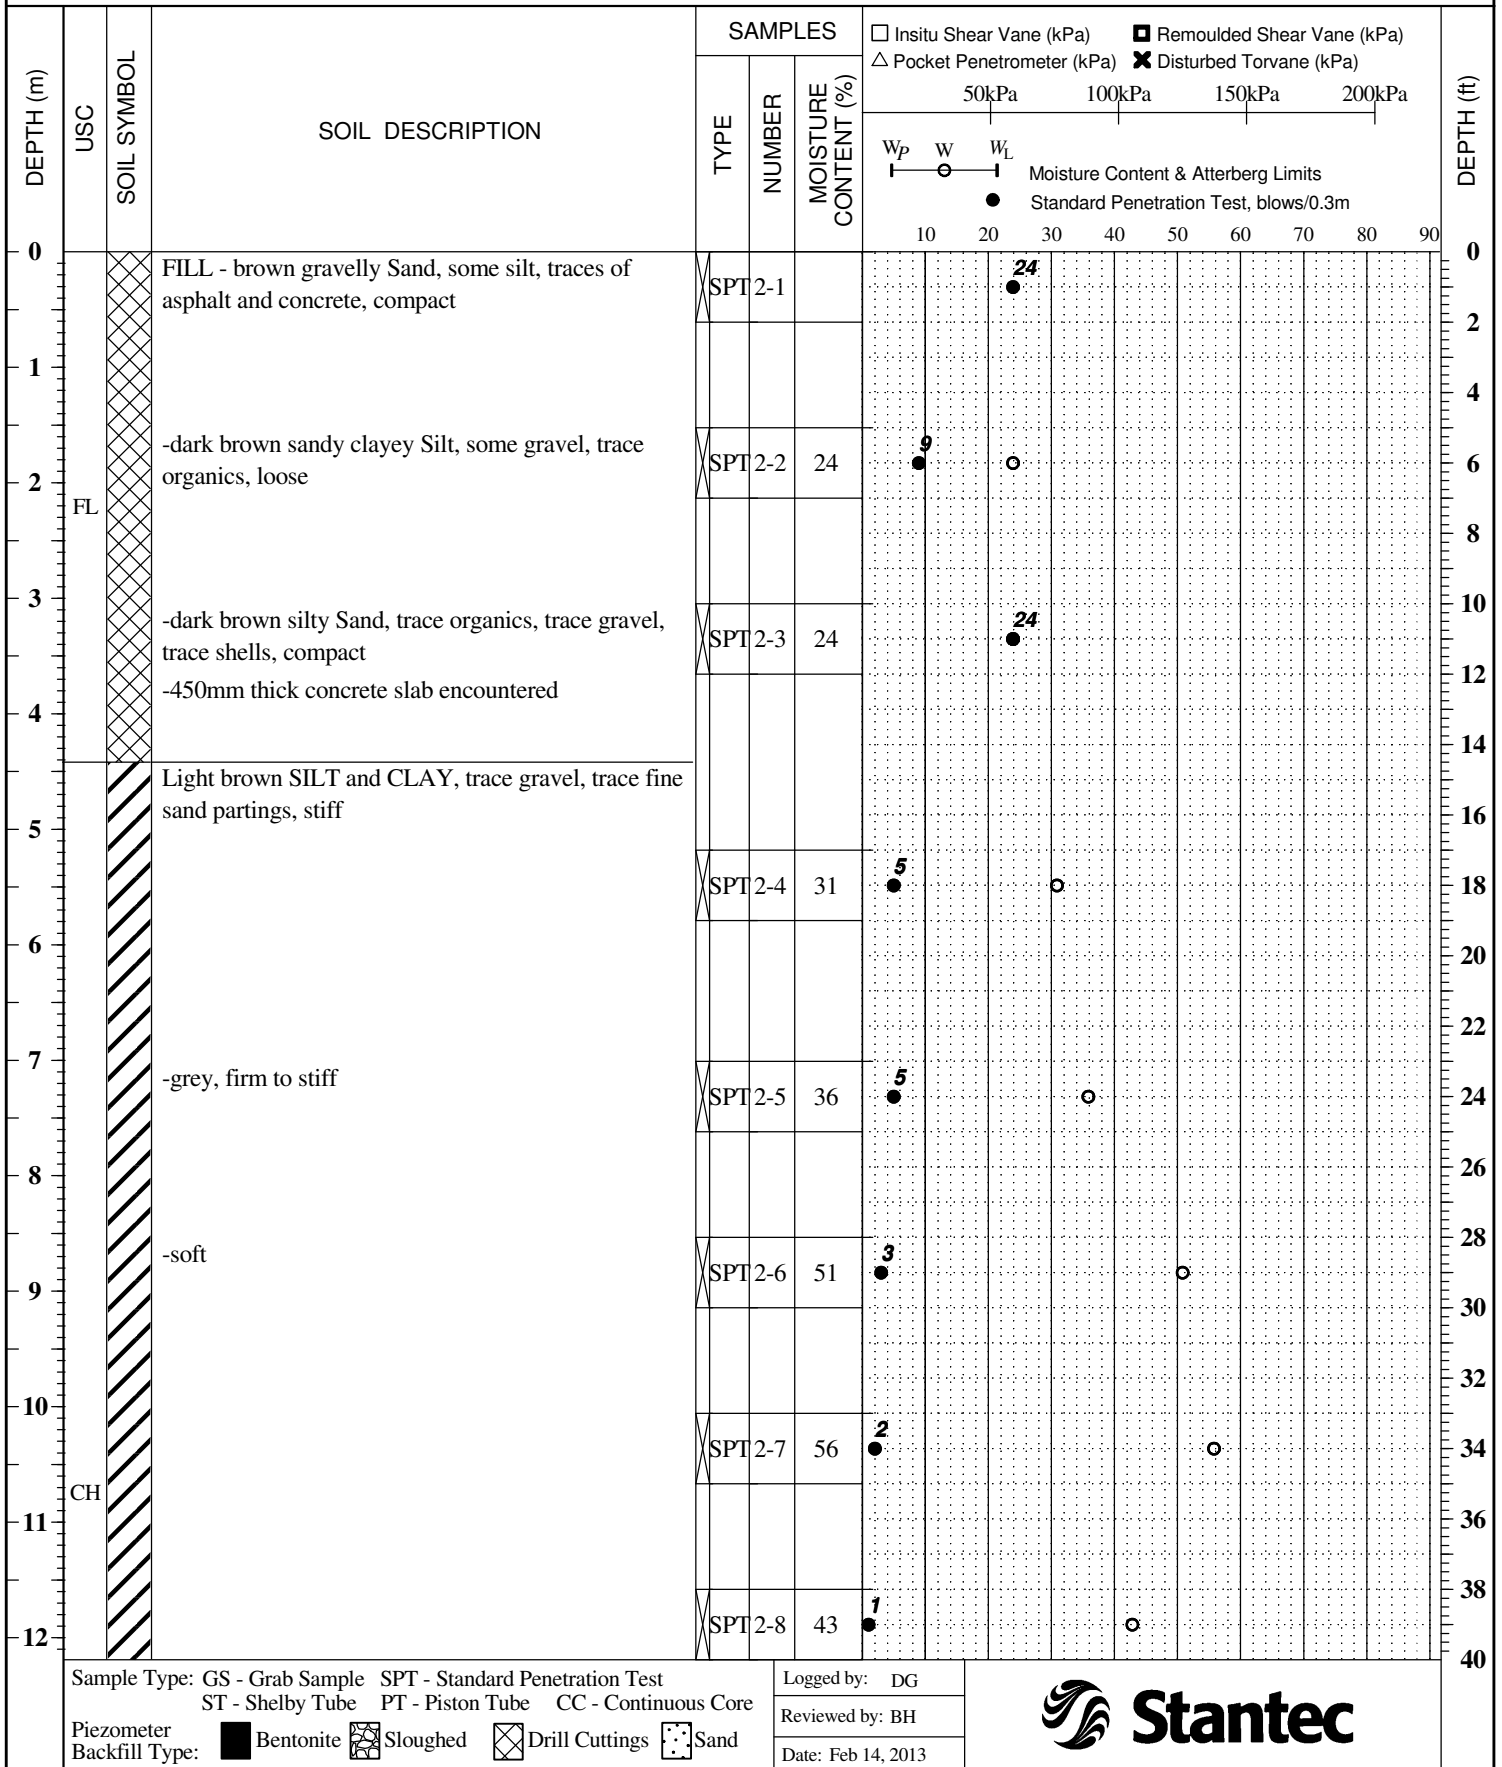 SAMPLES
DEPTH (m)
USC
SOIL SYMBOL
SOIL DESCRIPTION
TYPE
NUMBER
MOISTURE
CONTENT (%)
Insitu Shear Vane (kPa) Remoulded Shear Vane (kPa)
Pocket Penetrometer (kPa) Disturbed Torvane (kPa)
50kPa 100kPa 150kPa 200kPa
WP W WL
Moisture Content & Atterberg Limits
Standard Penetration Test, blows/0.3m
10 20 30 40 50 60 70 80 90
DEPTH (ft)
0 0
FILL - brown gravelly Sand, some silt, traces of
asphalt and concrete, compact
SPT 2-1
24
2
1
4
-dark brown sandy clayey Silt, some gravel, trace
organics, loose
SPT 2-2 24
9
6
2
FL
8
3
10
-dark brown silty Sand, trace organics, trace gravel,
trace shells, compact
SPT 2-3 24
24
12
-450mm thick concrete slab encountered
4
14
Light brown SILT and CLAY, trace gravel, trace fine
sand partings, stiff
16
5
SPT 2-4 31
5
18
6
20
22
7
-grey, firm to stiff
SPT 2-5 36
5
24
8
26
28
-soft
SPT 2-6 51
3
9
30
32
10
SPT 2-7 56
2
34
CH
11
36
38
SPT 2-8 43
1
12
40
Sample Type: GS - Grab Sample SPT - Standard Penetration Test
ST - Shelby Tube PT - Piston Tube CC - Continuous Core
Piezometer
Backfill Type:
Bentonite Sloughed Drill Cuttings Sand
Logged by: DG
Reviewed by: BH
Date: Feb 14, 2013
Stantec